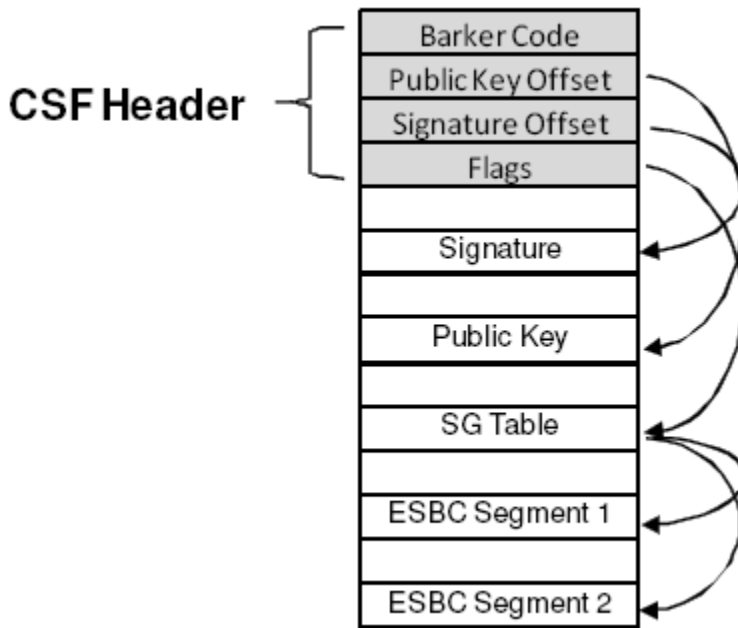 Barker Code
Public Key Offset
CSF Header
Signature Offset
Flags
Signature
Public Key
SG Table
ESBC Segment 1
ESBC Segment 2